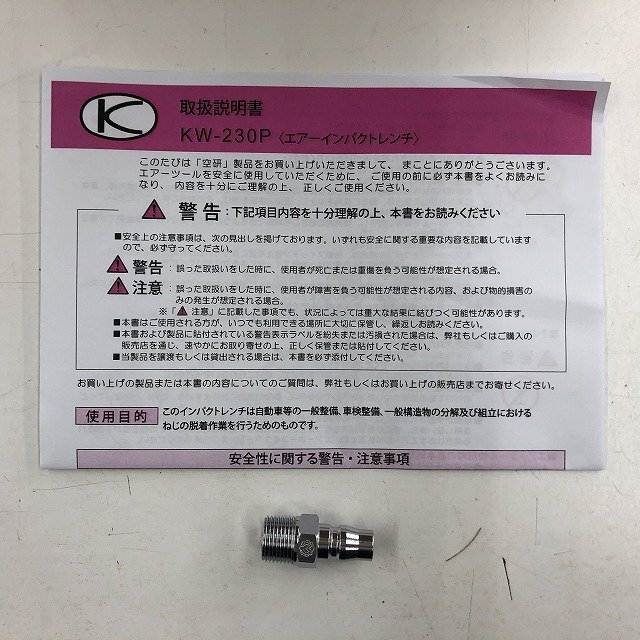 K
取扱説明書
KW-230P〈エアーインパクトレンチ〉
このたびは「空研」製品をお買い上げいただきまして、まことにありがとうございます。
エアーツールを安全に使用していただくために、ご使用の前に必ず本書をよくお読みに
なり、内容を十分にご理解の上、正しくご使用ください。
警告:下記項目内容を十分理解の上、本書をお読みください
■安全上の注意事項は、次の見出しを掲げております。いずれも安全に関する重要な内容を記載しています
ので、必ず守ってください。
警告:誤った取扱いをした時に、使用者が死亡または重傷を負う可能性が想定される場合。
注意:誤った取扱いをした時に、使用者が障害を負う可能性が想定される内容、および物的損害の
みの発生が想定される場合。
※「注意」に記載した事項でも、状況によっては重大な結果に結びつく可能性があります。
■本書はご使用される方が、いつでも利用できる場所に大切に保管し、繰返しお読みください。
■本書および製品に貼付されている警告表示ラベルを紛失または汚損された場合は、弊社もしくはご購入の
販売店を通し、速やかにお取り寄せの上、正しく保管または貼付してください。
■当製品を譲渡もしくは貸出される場合は、本書を必ず添付してください。
お買い上げの製品または本書の内容についてのご質問は、弊社もしくはお買い上げの販売店までお寄せください。
使用目的 このインパクトレンチは自動車等の一般整備、車検整備、一般構造物の分解及び組立における
ねじの脱着作業を行うためのものです。
安全性に関する警告・注意事項